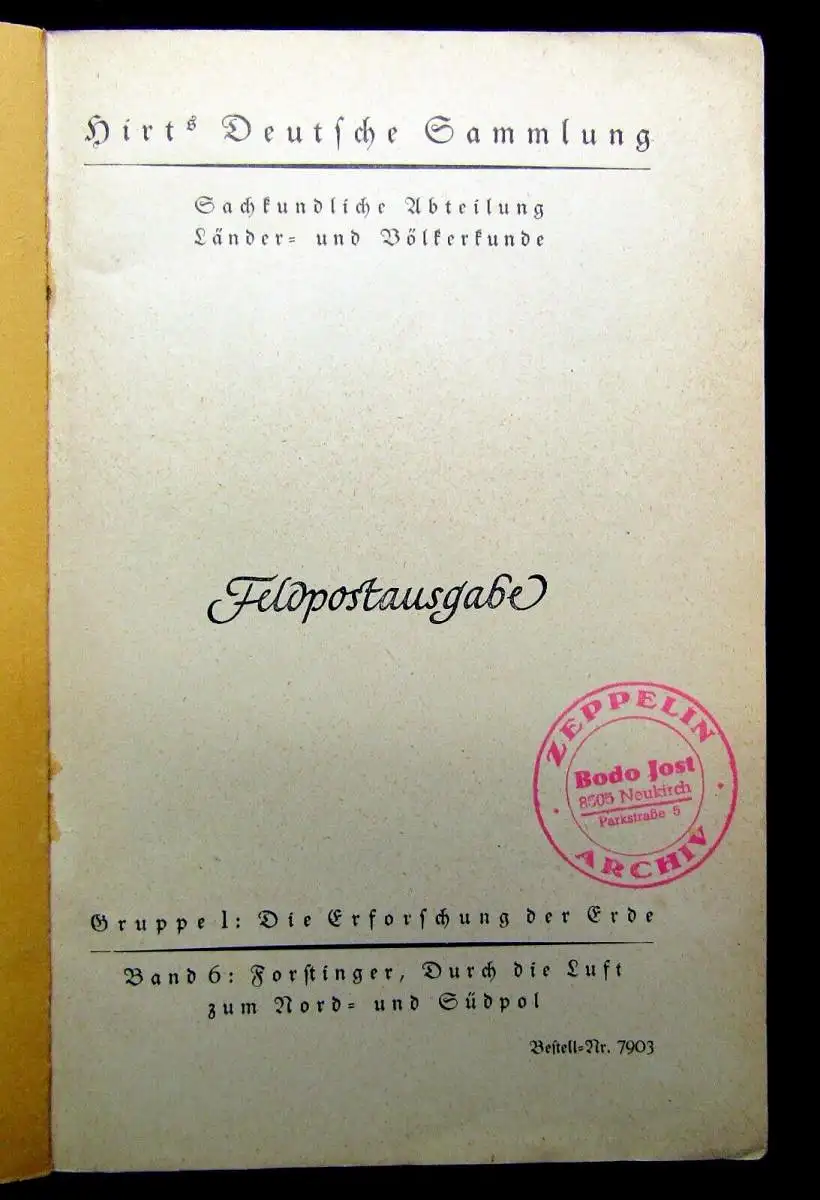 Hirts Deutsche Sammlung
Sachkundliche Abteilung
Länder- und Völkerkunde
Feldpostausgabe
ZEPPELIN
Bodo Jost
8505 Neukirch
Parkstraße 5
ARCHIV
Gruppe 1: Die Erforschung der Erde
Band 6: Forstinger, Durch die Luft
zum Nord- und Südpol
Bestell-Nr. 7903